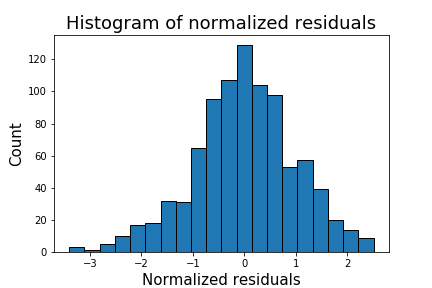 Histogram of normalized residuals
120
100
80
60
40
20
0
Count
−3 −2 −1 0 1 2
Normalized residuals